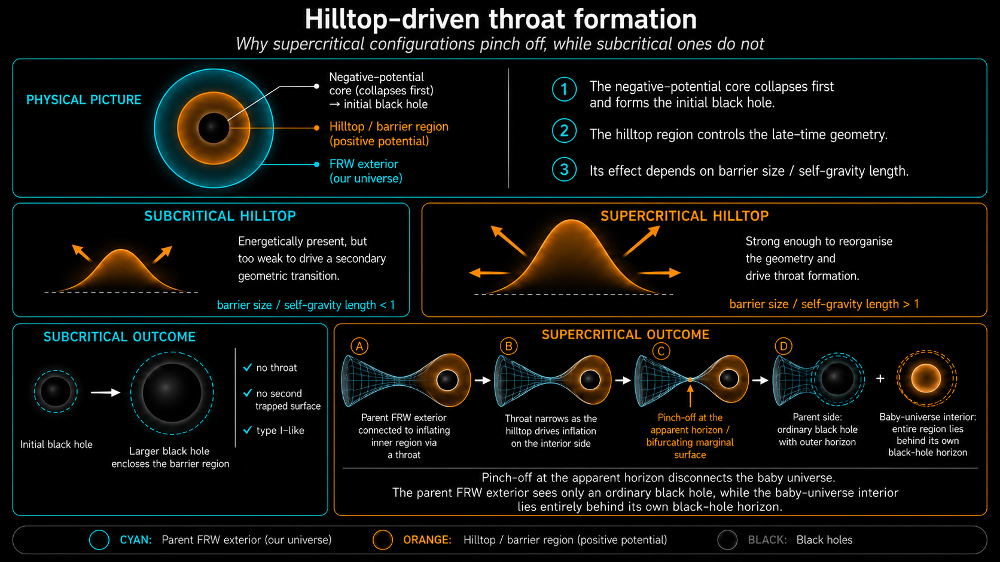 Hilltop-driven throat formation
Why supercritical configurations pinch off, while subcritical ones do not
PHYSICAL PICTURE
Negative-potential
core (collapses first)
→ initial black hole
Hilltop / barrier region
(positive potential)
FRW exterior
(our universe)
1 The negative-potential core collapses first
and forms the initial black hole.
2 The hilltop region controls the late-time geometry.
3 Its effect depends on barrier size / self-gravity length.
SUBCRITICAL HILLTOP
Energetically present, but
too weak to drive a secondary
geometric transition.
barrier size / self-gravity length < 1
SUPERCRITICAL HILLTOP
Strong enough to reorganise
the geometry and
drive throat formation.
barrier size / self-gravity length > 1
SUBCRITICAL OUTCOME
Initial black hole
Larger black hole
encloses the barrier region
✓ no throat
✓ no second
trapped surface
✓ type I-like
SUPERCRITICAL OUTCOME
A
Parent FRW exterior
connected to inflating
inner region via
a throat
B
Throat narrows as the
hilltop drives inflation
on the interior side
C
Pinch-off at the
apparent horizon /
bifurcating marginal
surface
D
Parent side:
ordinary black hole
with outer horizon
+
Baby-universe interior:
entire region lies
behind its own
black-hole horizon
Pinch-off at the apparent horizon disconnects the baby universe.
The parent FRW exterior sees only an ordinary black hole, while the baby-universe interior
lies entirely behind its own black-hole horizon.
CYAN: Parent FRW exterior (our universe)
ORANGE: Hilltop / barrier region (positive potential)
BLACK: Black holes